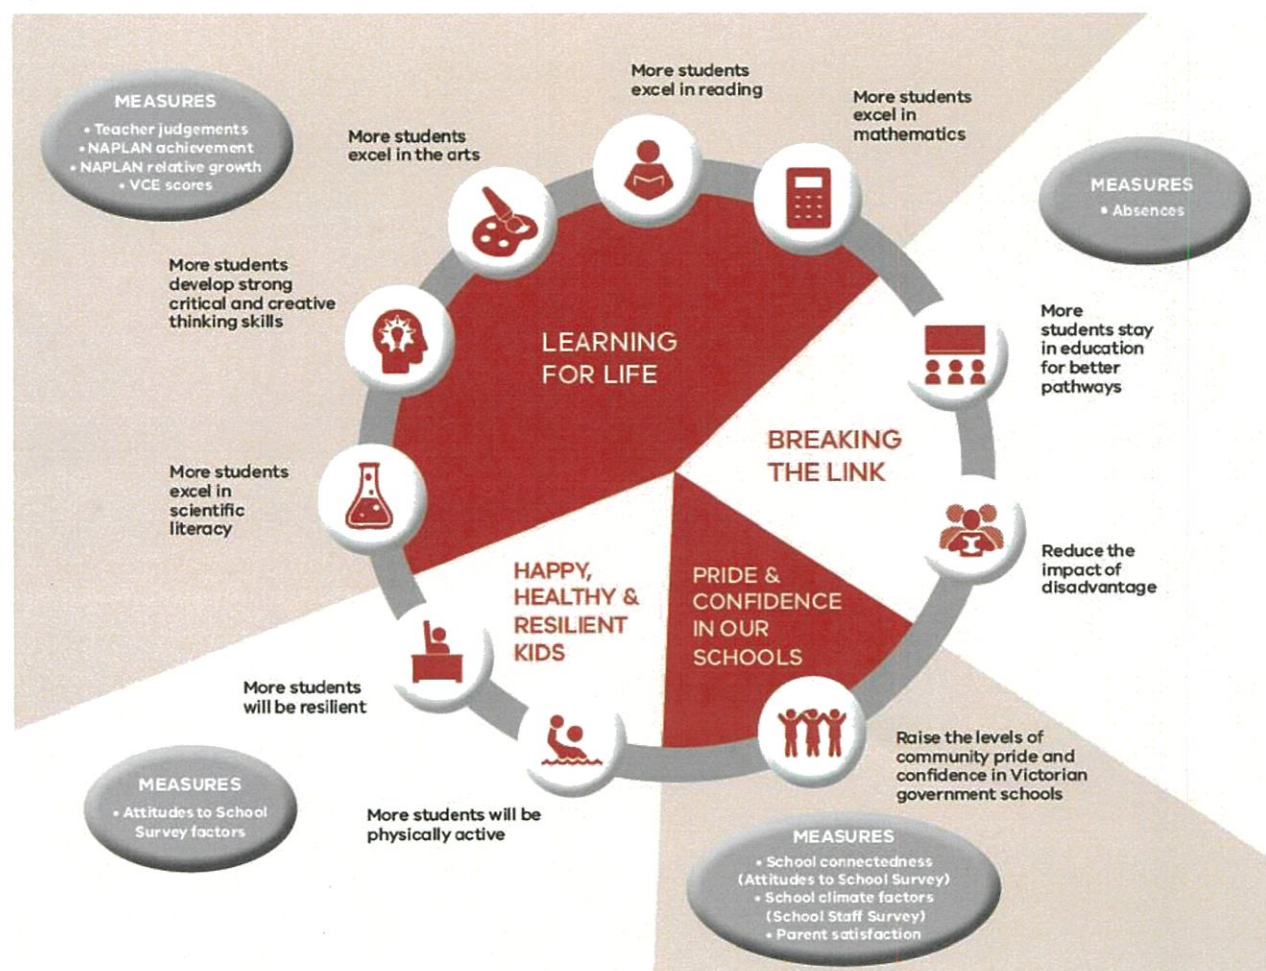 MEASURES
• Teacher judgements
• NAPLAN achievement
• NAPLAN relative growth
• VCE scores
More students
excel in the arts
More students
excel in reading
More students
excel in
mathematics
MEASURES
• Absences
More students
develop strong
critical and creative
thinking skills
LEARNING
FOR LIFE
More
students stay
in education
for better
pathways
BREAKING
THE LINK
More students
excel in
scientific
literacy
Reduce the
impact of
disadvantage
HAPPY,
HEALTHY &
RESILIENT
KIDS
PRIDE &
CONFIDENCE
IN OUR
SCHOOLS
More students
will be resilient
Raise the levels of
community pride and
confidence in Victorian
government schools
MEASURES
• Attitudes to School
Survey factors
More students will be
physically active
MEASURES
• School connectedness
(Attitudes to School Survey)
• School climate factors
(School Staff Survey)
• Parent satisfaction